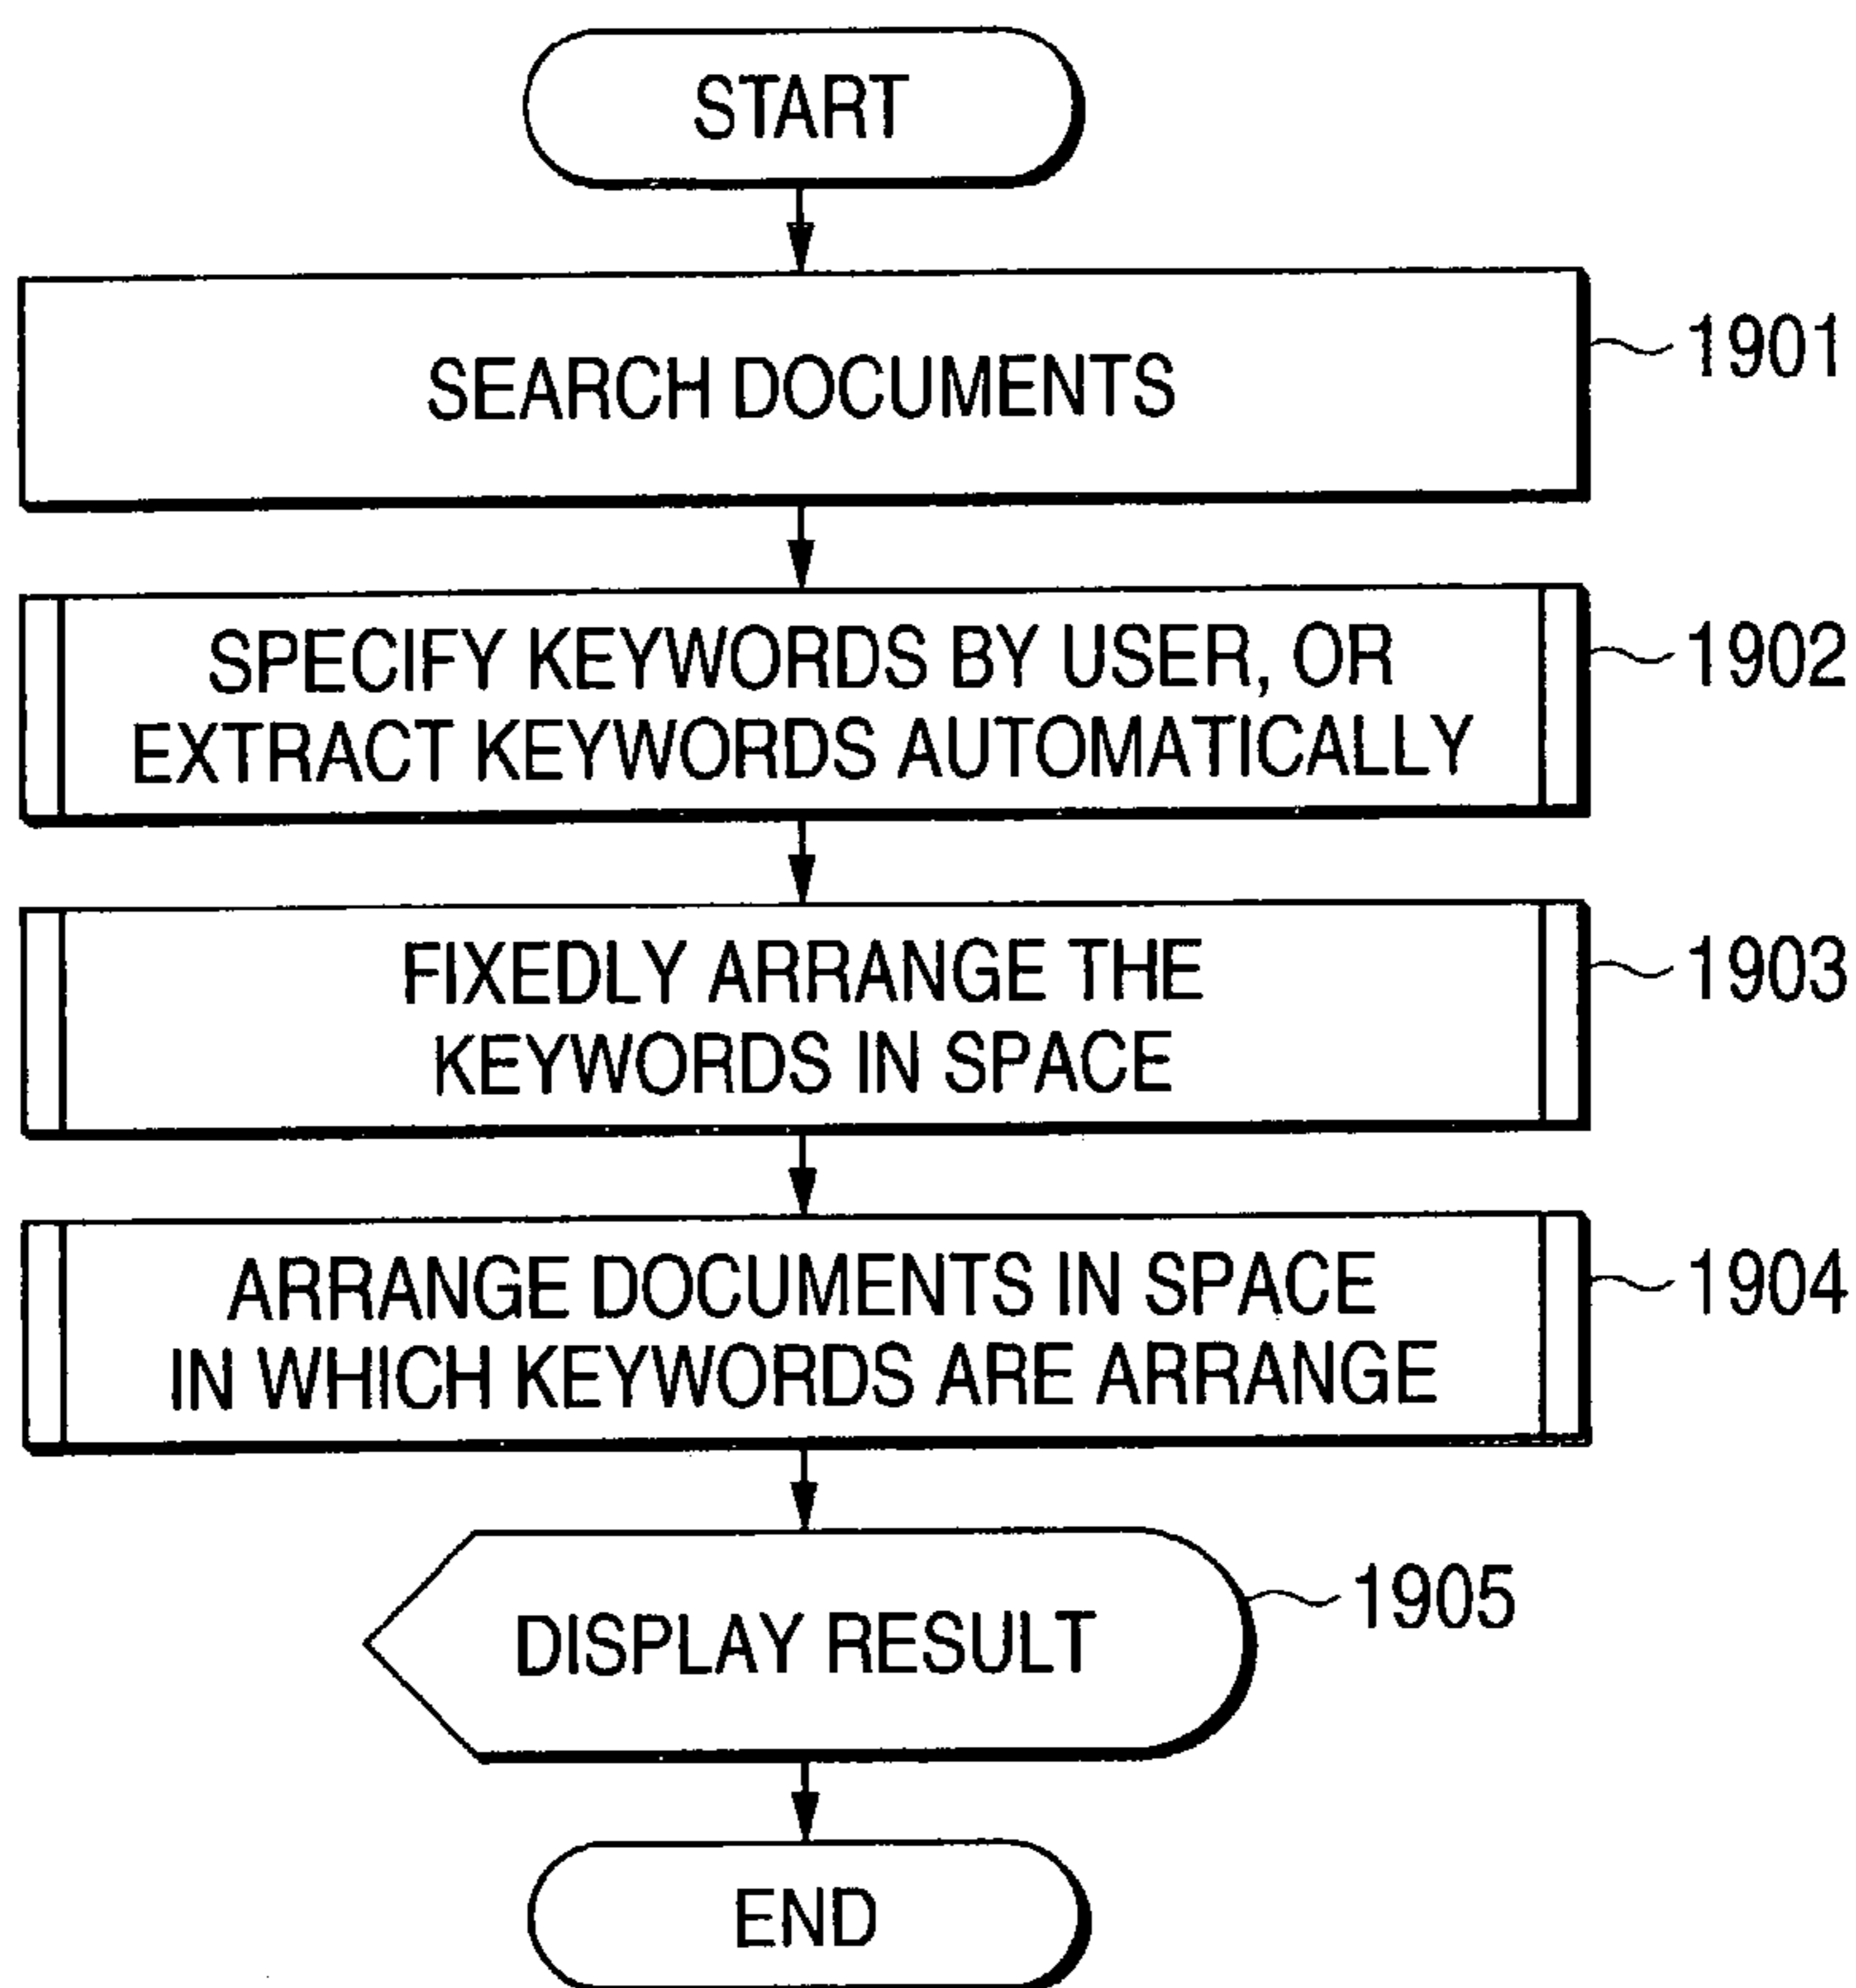 START
SEARCH DOCUMENTS
1901
SPECIFY KEYWORDS BY USER, OR
EXTRACT KEYWORDS AUTOMATICALLY
1902
FIXEDLY ARRANGE THE
KEYWORDS IN SPACE
1903
ARRANGE DOCUMENTS IN SPACE
IN WHICH KEYWORDS ARE ARRANGE
1904
DISPLAY RESULT
1905
END